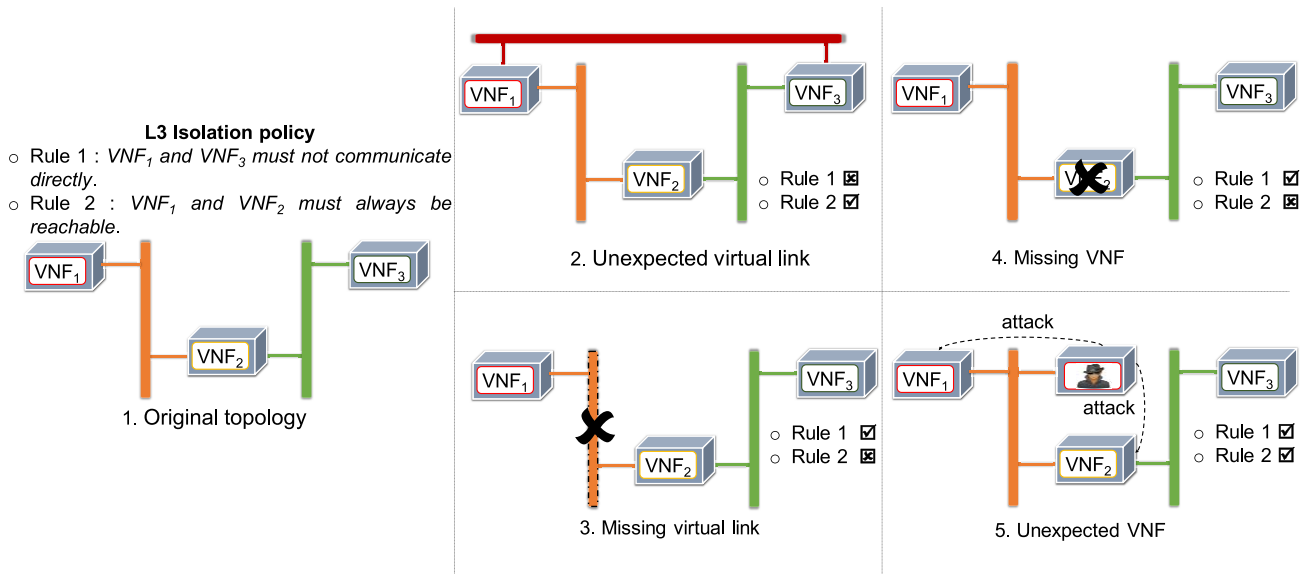 L3 Isolation policy
○ Rule 1 : VNF₁ and VNF₃ must not communicate
directly.
○ Rule 2 : VNF₁ and VNF₂ must always be
reachable.
VNF₁
VNF₃
VNF₂
1. Original topology
VNF₁
VNF₃
VNF₂
○ Rule 1 ☒
○ Rule 2 ☑
2. Unexpected virtual link
VNF₁
VNF₃
VNF₂
○ Rule 1 ☑
○ Rule 2 ☒
3. Missing virtual link
VNF₁
VNF₃
VNF₂
○ Rule 1 ☑
○ Rule 2 ☒
4. Missing VNF
attack
VNF₁
VNF₃
attack
VNF₂
○ Rule 1 ☑
○ Rule 2 ☑
5. Unexpected VNF